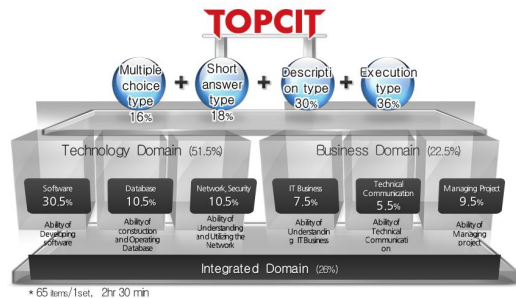 TOPCIT
Multiple
choice
type
16%
+
Short
answer
type
18%
+
Descripti
on type
30%
+
Execution
type
36%
Technology Domain (51.5%)
Business Domain (22.5%)
Software
30.5%
Database
10.5%
Network, Security
10.5%
IT Business
7.5%
Technical
Communication
5.5%
Managing Project
9.5%
Ability of
Developing
software
Ability of
construction
and Operating
Database
Ability of
Understanding
and Utilizing the
Network
Ability of
Understandin
g IT Business
Ability of
Technical
Communicati
on
Ability of
Managing
project
Integrated Domain (26%)
* 65 items/1set, 2hr 30 min